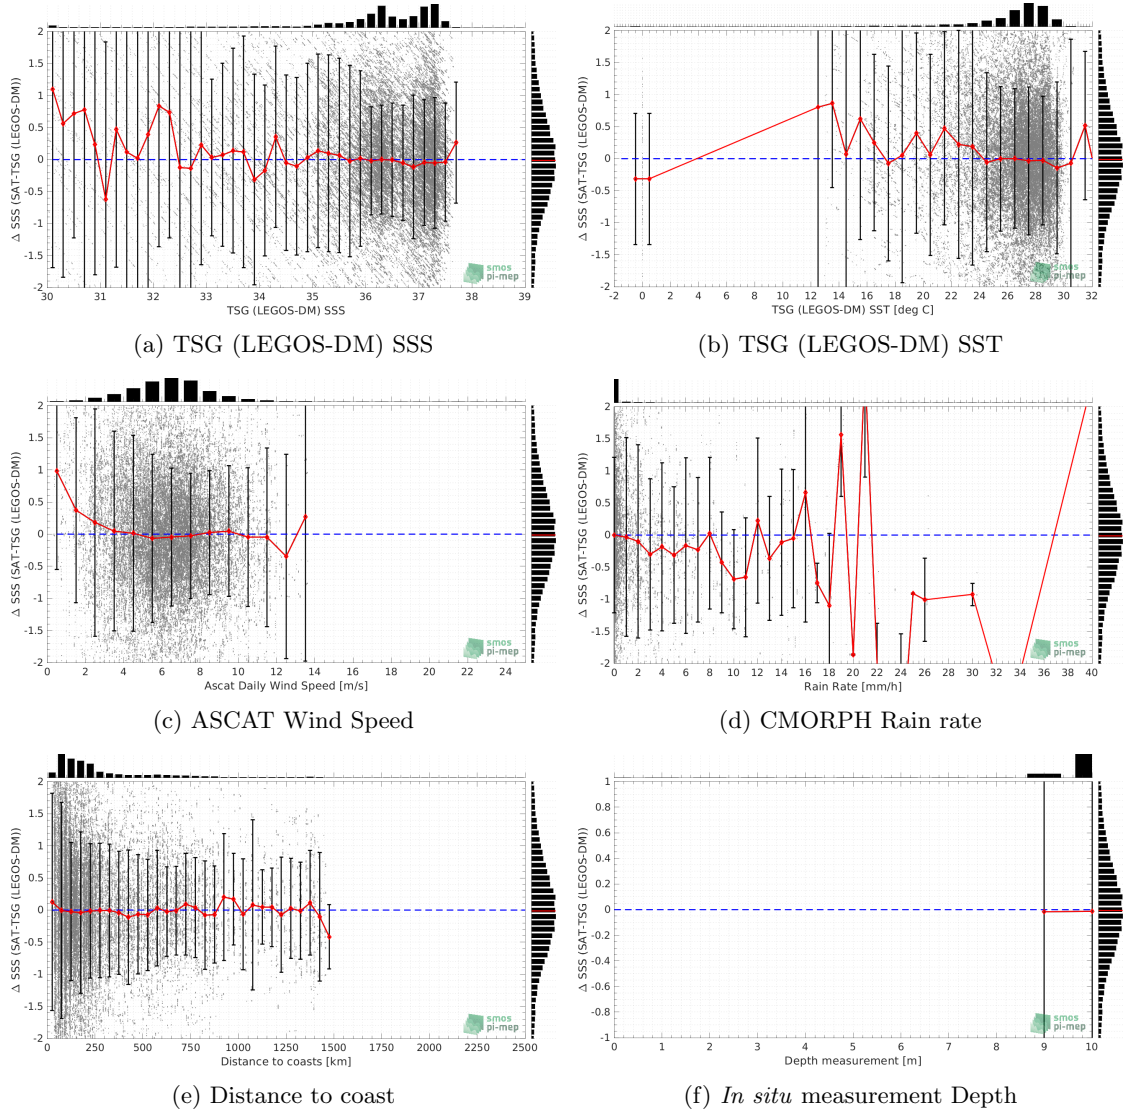 2
1.5
1
0.5
0
-0.5
-1
-1.5
-2
Δ SSS (SAT-TSG (LEGOS-DM))
30 31 32 33 34 35 36 37 38 39
TSG (LEGOS-DM) SSS
smos
pi-mep
(a) TSG (LEGOS-DM) SSS
2
1.5
1
0.5
0
-0.5
-1
-1.5
-2
Δ SSS (SAT-TSG (LEGOS-DM))
-2 0 2 4 6 8 10 12 14 16 18 20 22 24 26 28 30 32
TSG (LEGOS-DM) SST [deg C]
smos
pi-mep
(b) TSG (LEGOS-DM) SST
2
1.5
1
0.5
0
-0.5
-1
-1.5
-2
Δ SSS (SAT-TSG (LEGOS-DM))
0 2 4 6 8 10 12 14 16 18 20 22 24
Ascat Daily Wind Speed [m/s]
smos
pi-mep
(c) ASCAT Wind Speed
2
1.5
1
0.5
0
-0.5
-1
-1.5
-2
Δ SSS (SAT-TSG (LEGOS-DM))
0 2 4 6 8 10 12 14 16 18 20 22 24 26 28 30 32 34 36 38 40
Rain Rate [mm/h]
smos
pi-mep
(d) CMORPH Rain rate
2
1.5
1
0.5
0
-0.5
-1
-1.5
-2
Δ SSS (SAT-TSG (LEGOS-DM))
0 250 500 750 1000 1250 1500 1750 2000 2250 2500
Distance to coasts [km]
smos
pi-mep
(e) Distance to coast
1
0.8
0.6
0.4
0.2
0
-0.2
-0.4
-0.6
-0.8
-1
Δ SSS (SAT-TSG (LEGOS-DM))
0 1 2 3 4 5 6 7 8 9 10
Depth measurement [m]
smos
pi-mep
(f) In situ measurement Depth